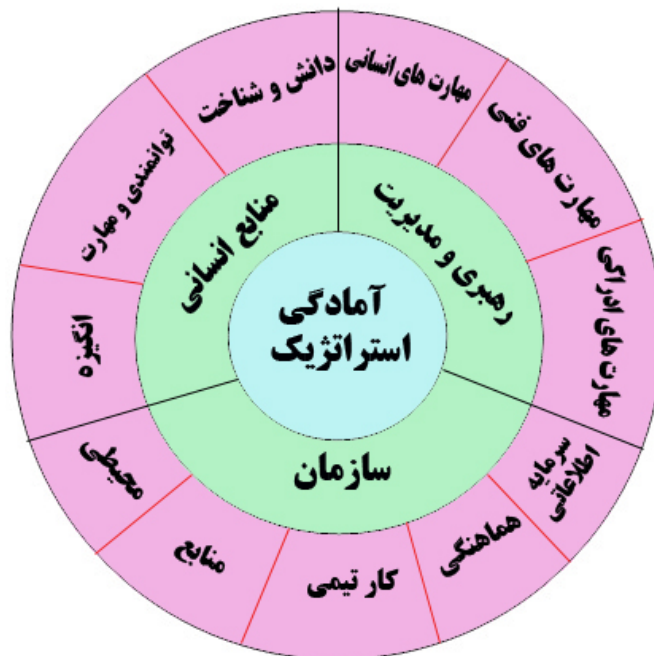 آمادگی
استراتژیک
رهبری و مدیریت
سازمان
منابع انسانی
مهارت های انسانی
مهارت های فنی
مهارت های ادراکی
سرمایه
اطلاعاتی
هماهنگی
کار تیمی
منابع
محیطی
انگیزه
توانمندی و مهارت
دانش و شناخت